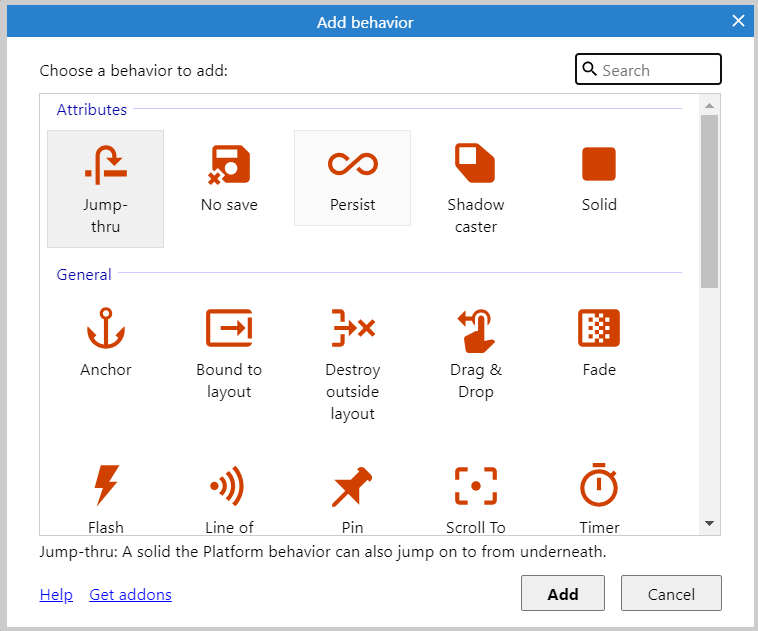 Add behavior
Choose a behavior to add:
Search
Attributes
Jump-
thru
No save
Persist
Shadow
caster
Solid
General
Anchor
Bound to
layout
Destroy
outside
layout
Drag &
Drop
Fade
Flash
Line of
Pin
Scroll To
Timer
Jump-thru: A solid the Platform behavior can also jump on to from underneath.
Help
Get addons
Add
Cancel